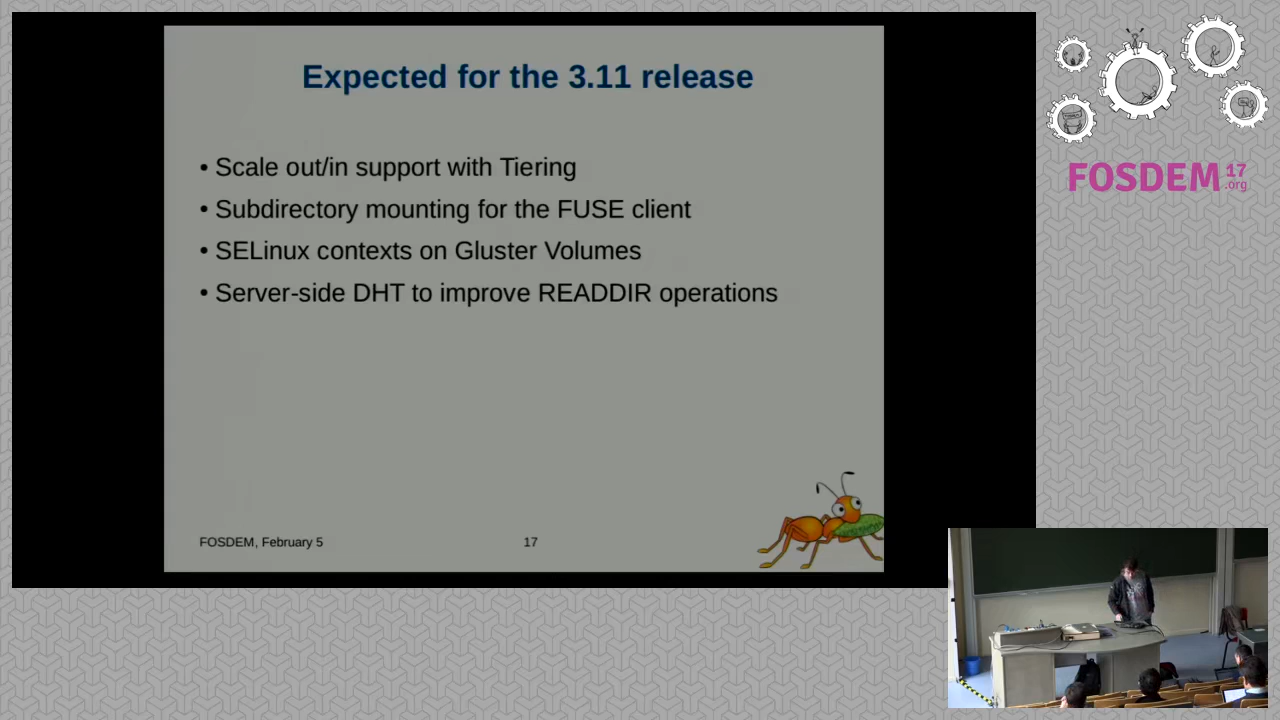 Expected for the 3.11 release
• Scale out/in support with Tiering
• Subdirectory mounting for the FUSE client
• SELinux contexts on Gluster Volumes
• Server-side DHT to improve READDIR operations
FOSDEM, February 5
17
FOSDEM 17
.org